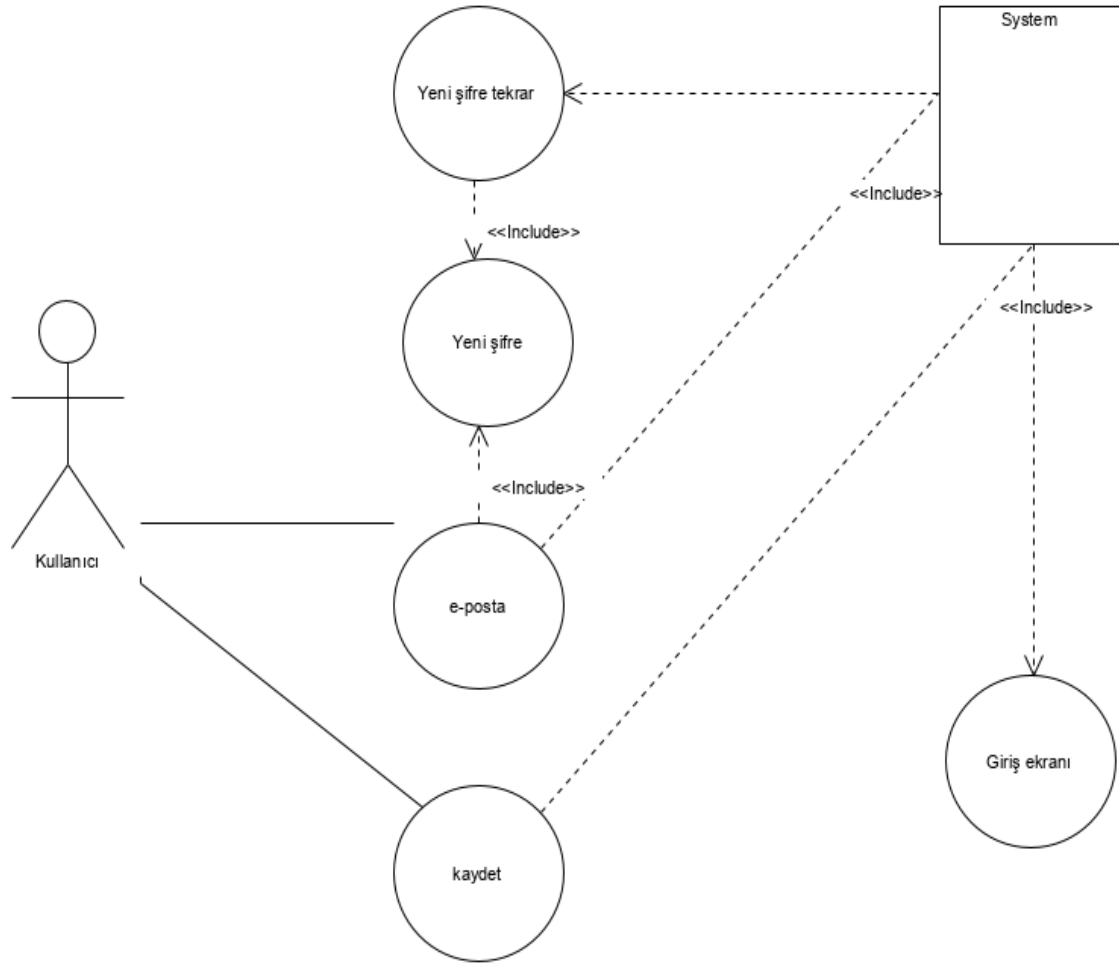 System
Yeni şifre tekrar
<<Include>>
<<Include>>
<<Include>>
Yeni şifre
<<Include>>
Kullanıcı
e-posta
Giriş ekranı
kaydet